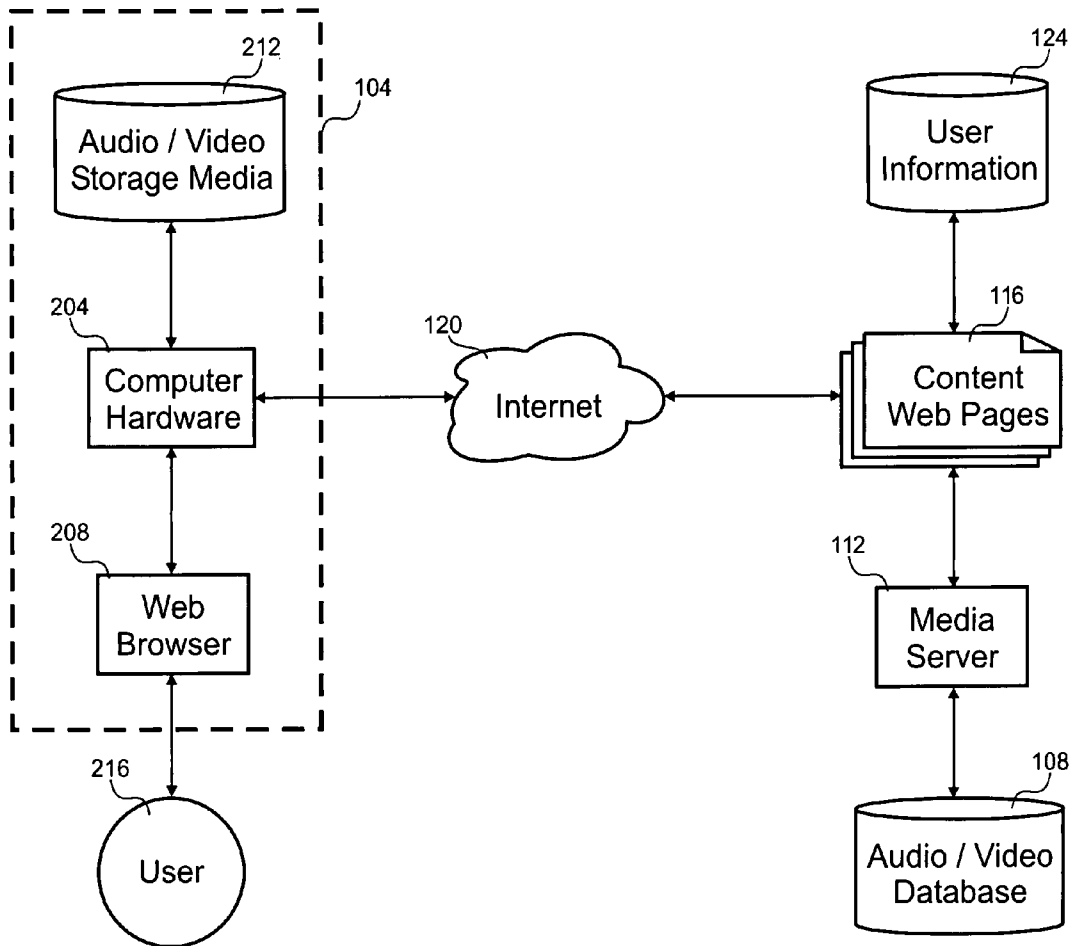 212
Audio / Video
Storage Media
104
124
User
Information
204
Computer
Hardware
120
Internet
116
Content
Web Pages
208
Web
Browser
112
Media
Server
216
User
108
Audio / Video
Database